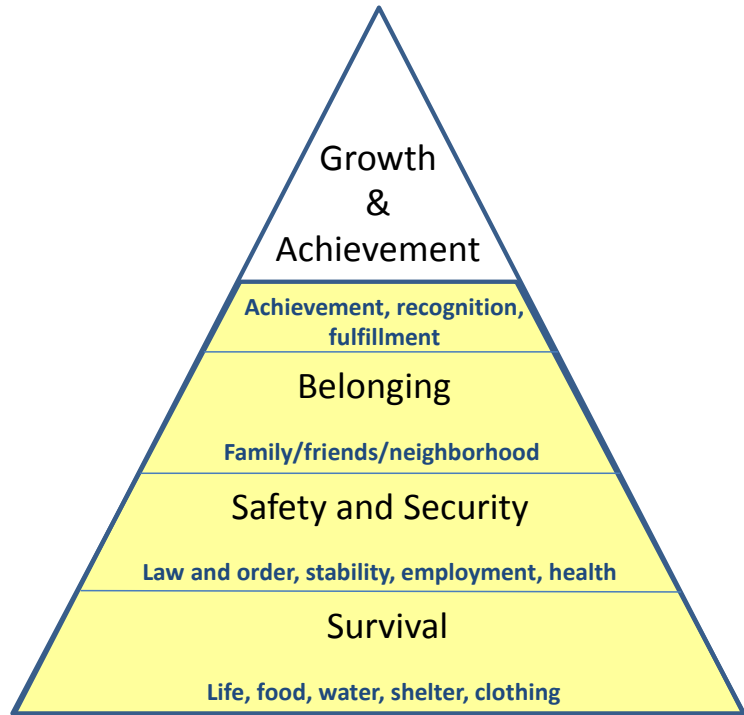 Growth
&
Achievement
Achievement, recognition,
fulfillment
Belonging
Family/friends/neighborhood
Safety and Security
Law and order, stability, employment, health
Survival
Life, food, water, shelter, clothing